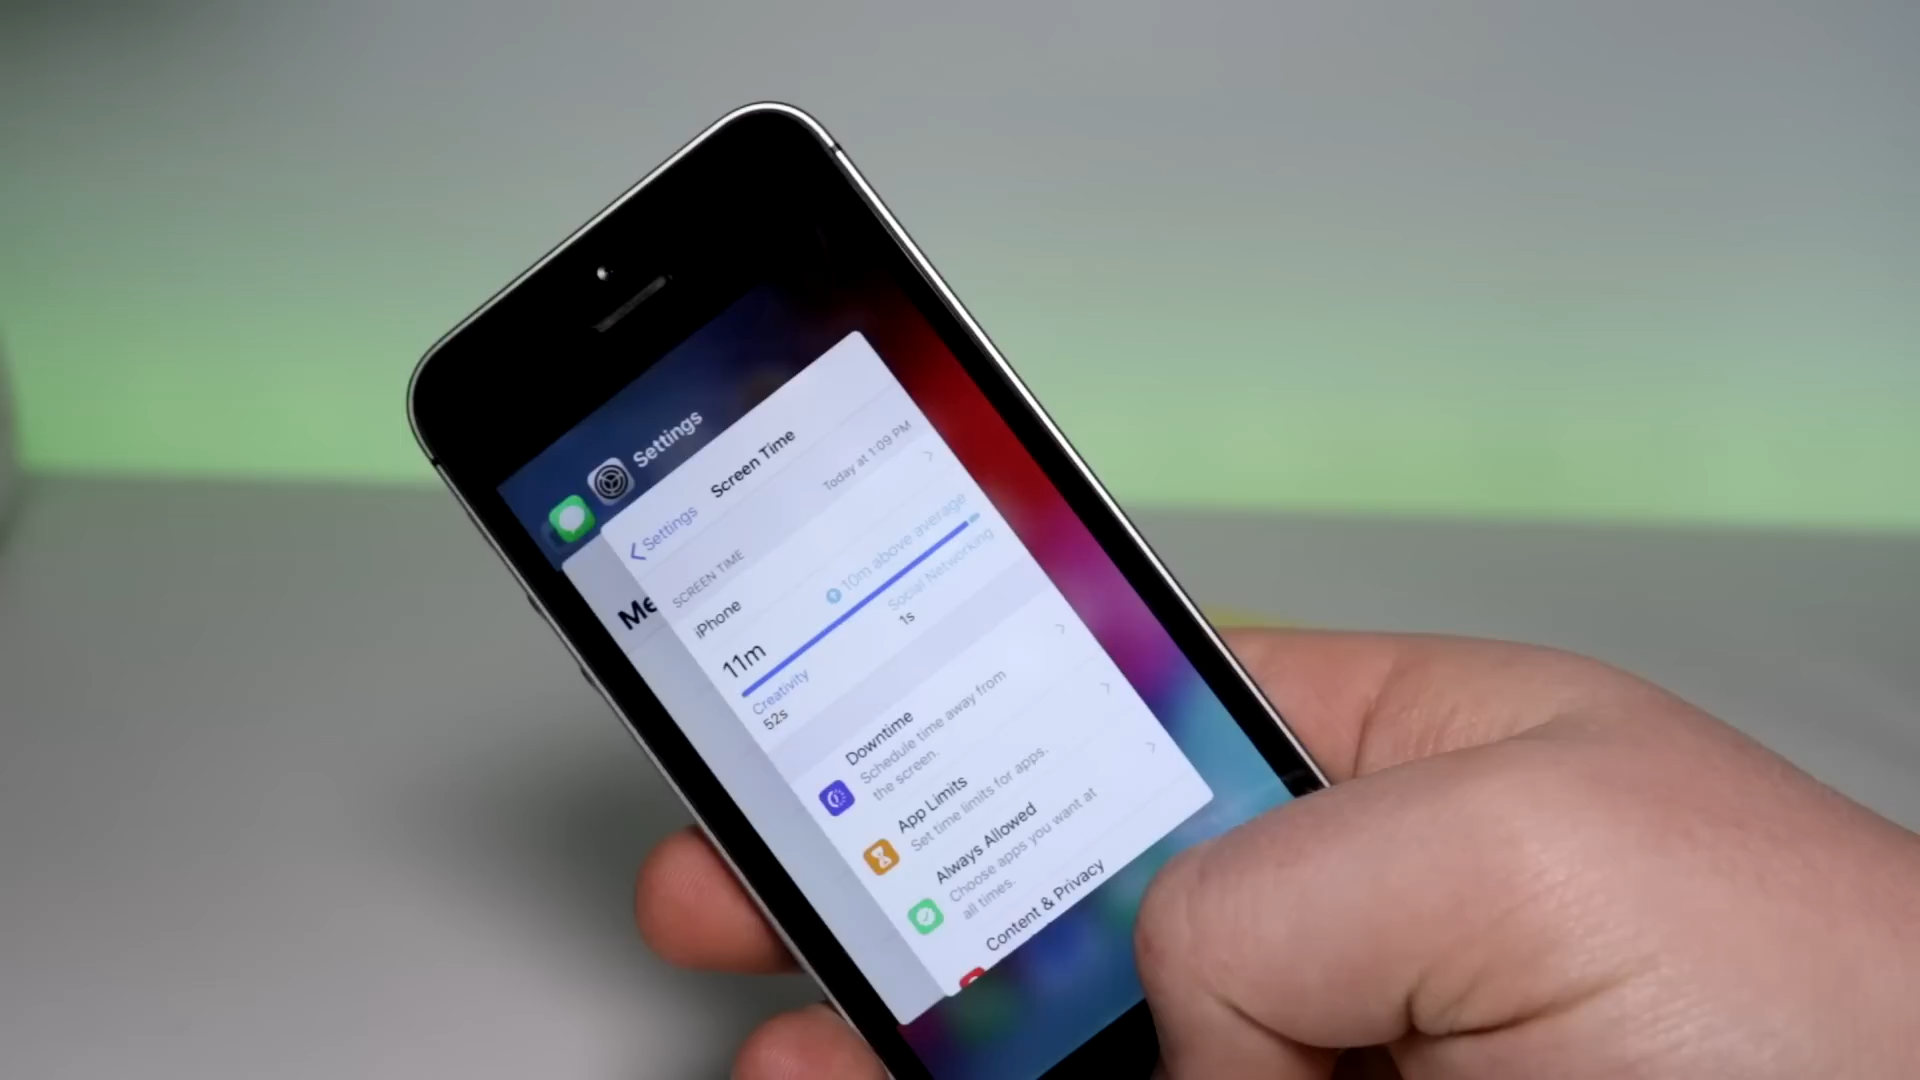 Settings
Me
Settings
Screen Time
SCREEN TIME
Today at 1:09 PM
iPhone
11m
10m above average
Creativity
52s
Social Networking
1s
Downtime
Schedule time away from
the screen.
App Limits
Set time limits for apps.
Always Allowed
Choose apps you want at
all times.
Content & Privacy